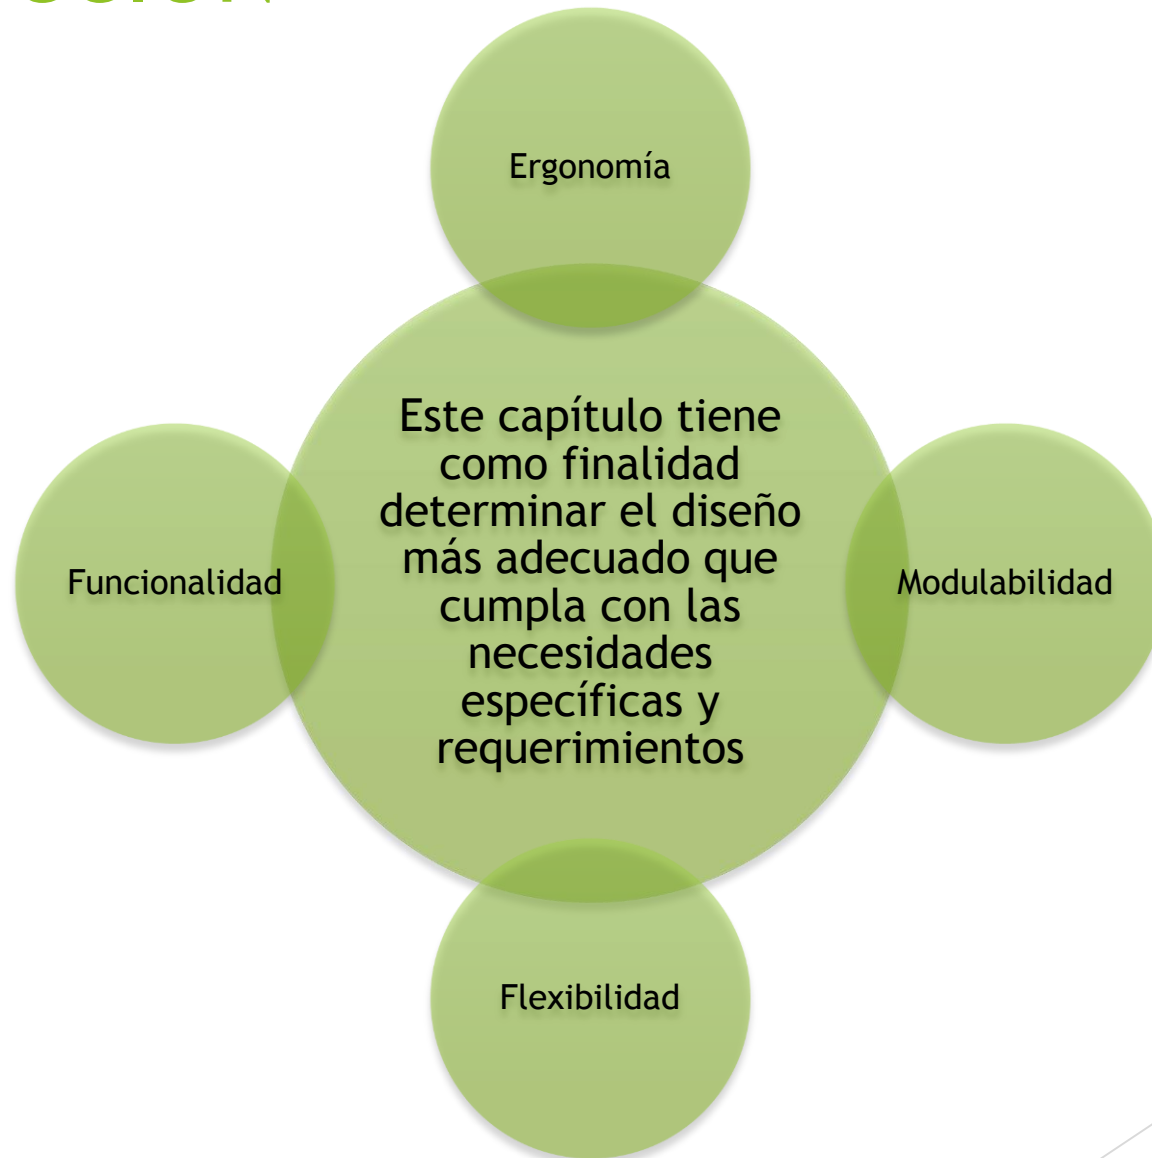 Ergonomía
Este capítulo tiene
como finalidad
determinar el diseño
más adecuado que
cumpla con las
necesidades
específicas y
requerimientos
Funcionalidad
Modulabilidad
Flexibilidad